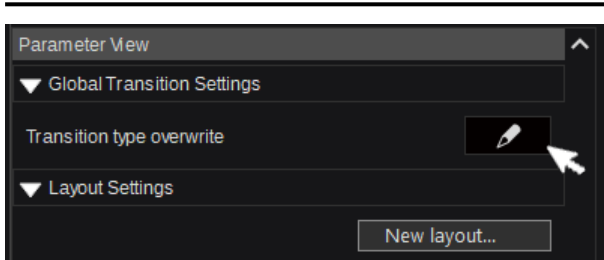 Parameter View
Global Transition Settings
Transition type overwrite
Layout Settings
New layout...